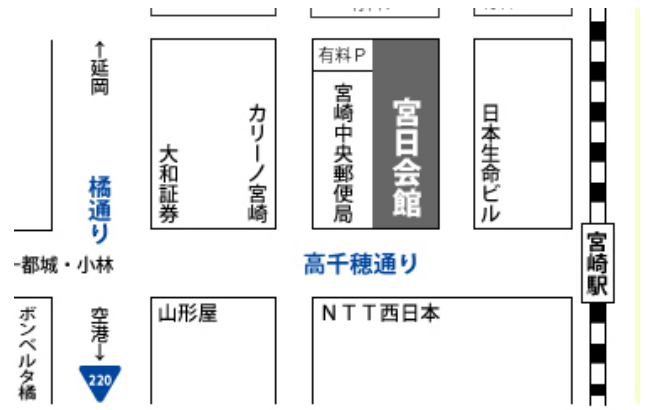 ↑延岡
有料P
宮崎中央郵便局
宮日会館
日本生命ビル
カリーノ宮崎
大和証券
橘通り
←都城・小林
高千穂通り
宮崎駅
ボンベルタ橘
空港↓
220
山形屋
NTT西日本